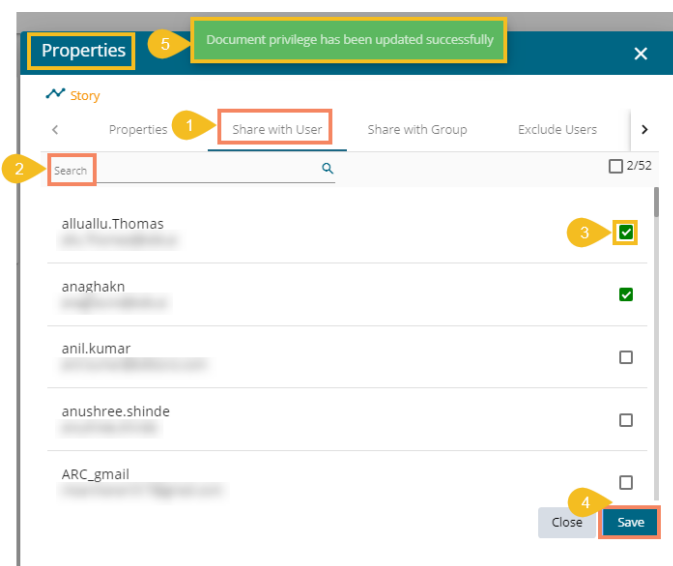 Properties
5
Document privilege has been updated successfully
Story
Properties
1
Share with User
Share with Group
Exclude Users
2
Search
2/52
alluallu.Thomas
3
anaghakn
anil.kumar
anushree.shinde
ARC_gmail
4
Close
Save